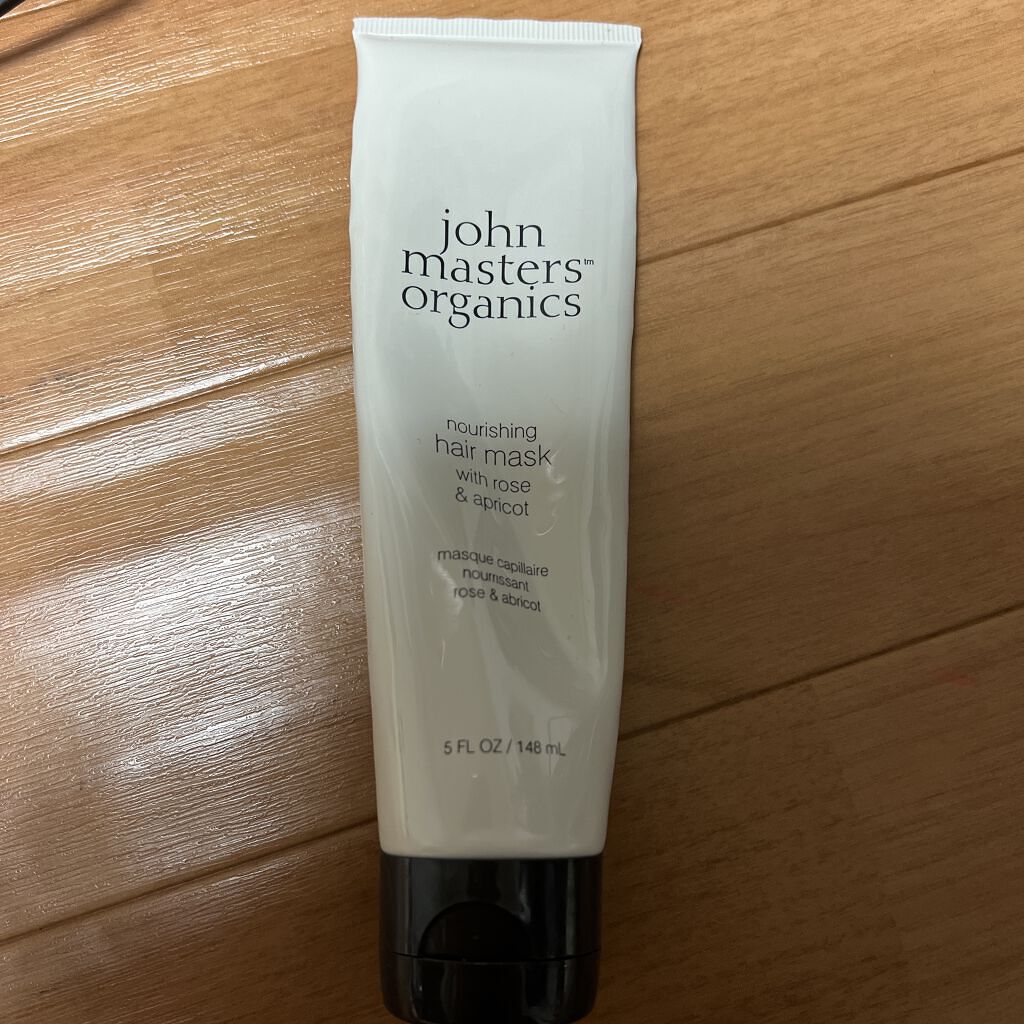 john
masters™
organics
nourishing
hair mask
with rose
& apricot
masque capillaire
nourrissant
rose & abricot
5 FL OZ / 148 mL